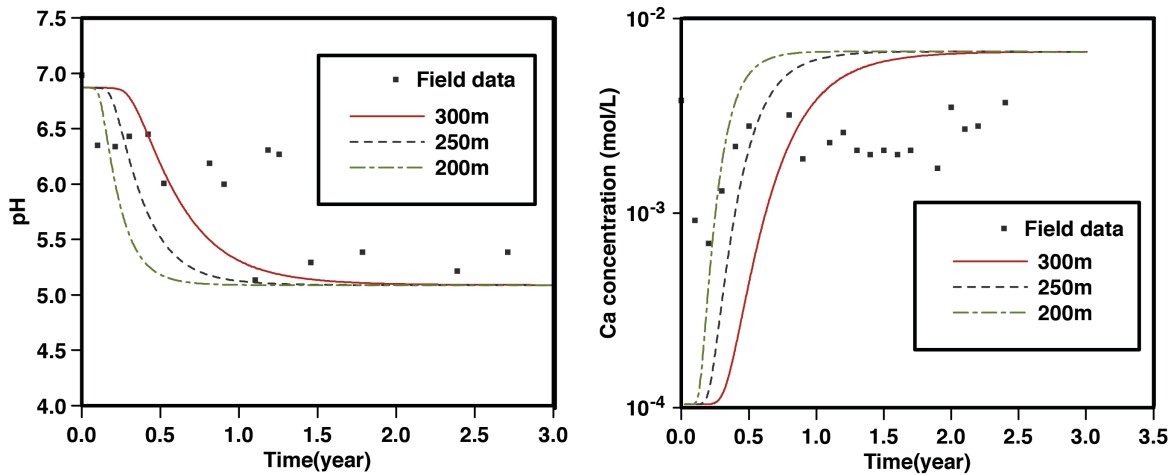 7.5
7.0
6.5
6.0
5.5
5.0
4.5
4.0
pH
0.0 0.5 1.0 1.5 2.0 2.5 3.0
Time(year)
Field data
300m
250m
200m
10-2
10-3
10-4
Ca concentration (mol/L)
0.0 0.5 1.0 1.5 2.0 2.5 3.0 3.5
Time(year)
Field data
300m
250m
200m